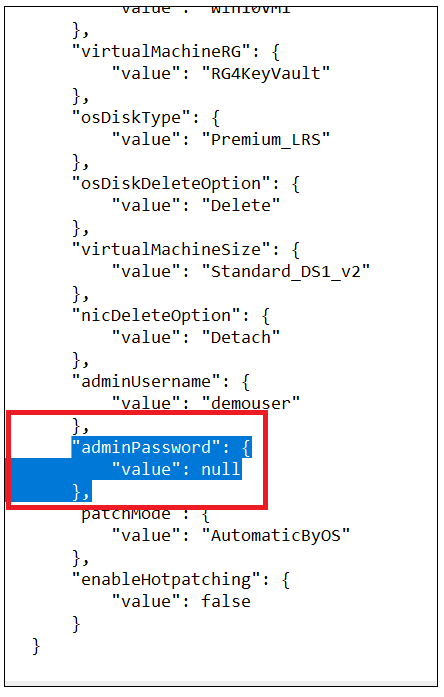 "value": "Win10VM1"
},
"virtualMachineRG": {
"value": "RG4KeyVault"
},
"osDiskType": {
"value": "Premium_LRS"
},
"osDiskDeleteOption": {
"value": "Delete"
},
"virtualMachineSize": {
"value": "Standard_DS1_v2"
},
"nicDeleteOption": {
"value": "Detach"
},
"adminUsername": {
"value": "demouser"
},
"adminPassword": {
"value": null
},
patchMode": {
"value": "AutomaticByOS"
},
"enableHotpatching": {
"value": false
}
}